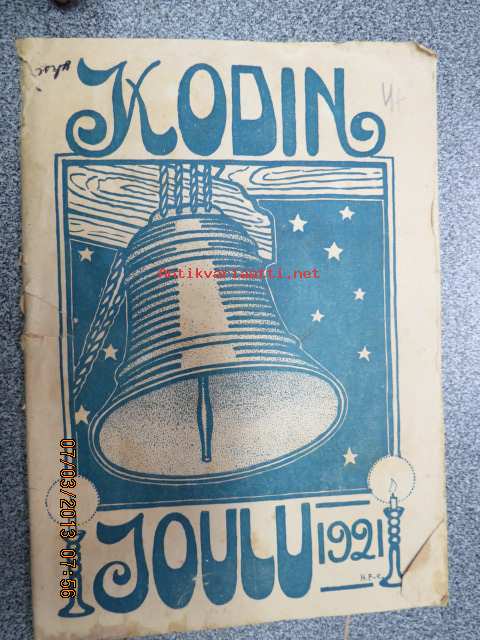 KODIN
Antikvariaatti.net
JOULU 1921
H.P-K.
07/03/2013 07:56